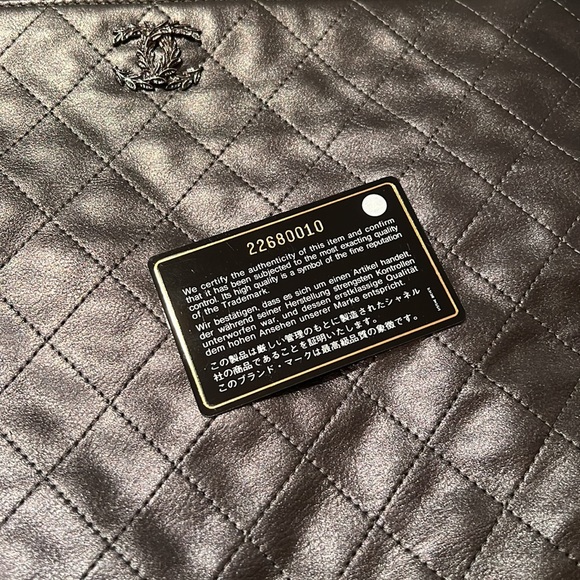 22680010
We certify the authenticity of this item and confirm
that it has been subjected to the most exacting quality
control. Its high quality is a symbol of the fine reputation
of the Trademark.
Wir bestätigen, dass es sich um einen Artikel handelt,
der während seiner Herstellung strengsten Kontrollen
unterworfen war, und dessen erstklassige Qualität
dem hohen Ansehen unserer Marke entspricht.
この製品は厳しい管理のもとに製造されたシャネル
社の商品であることを証明いたします。
このブランド・マークは最高級品質の象徴です。